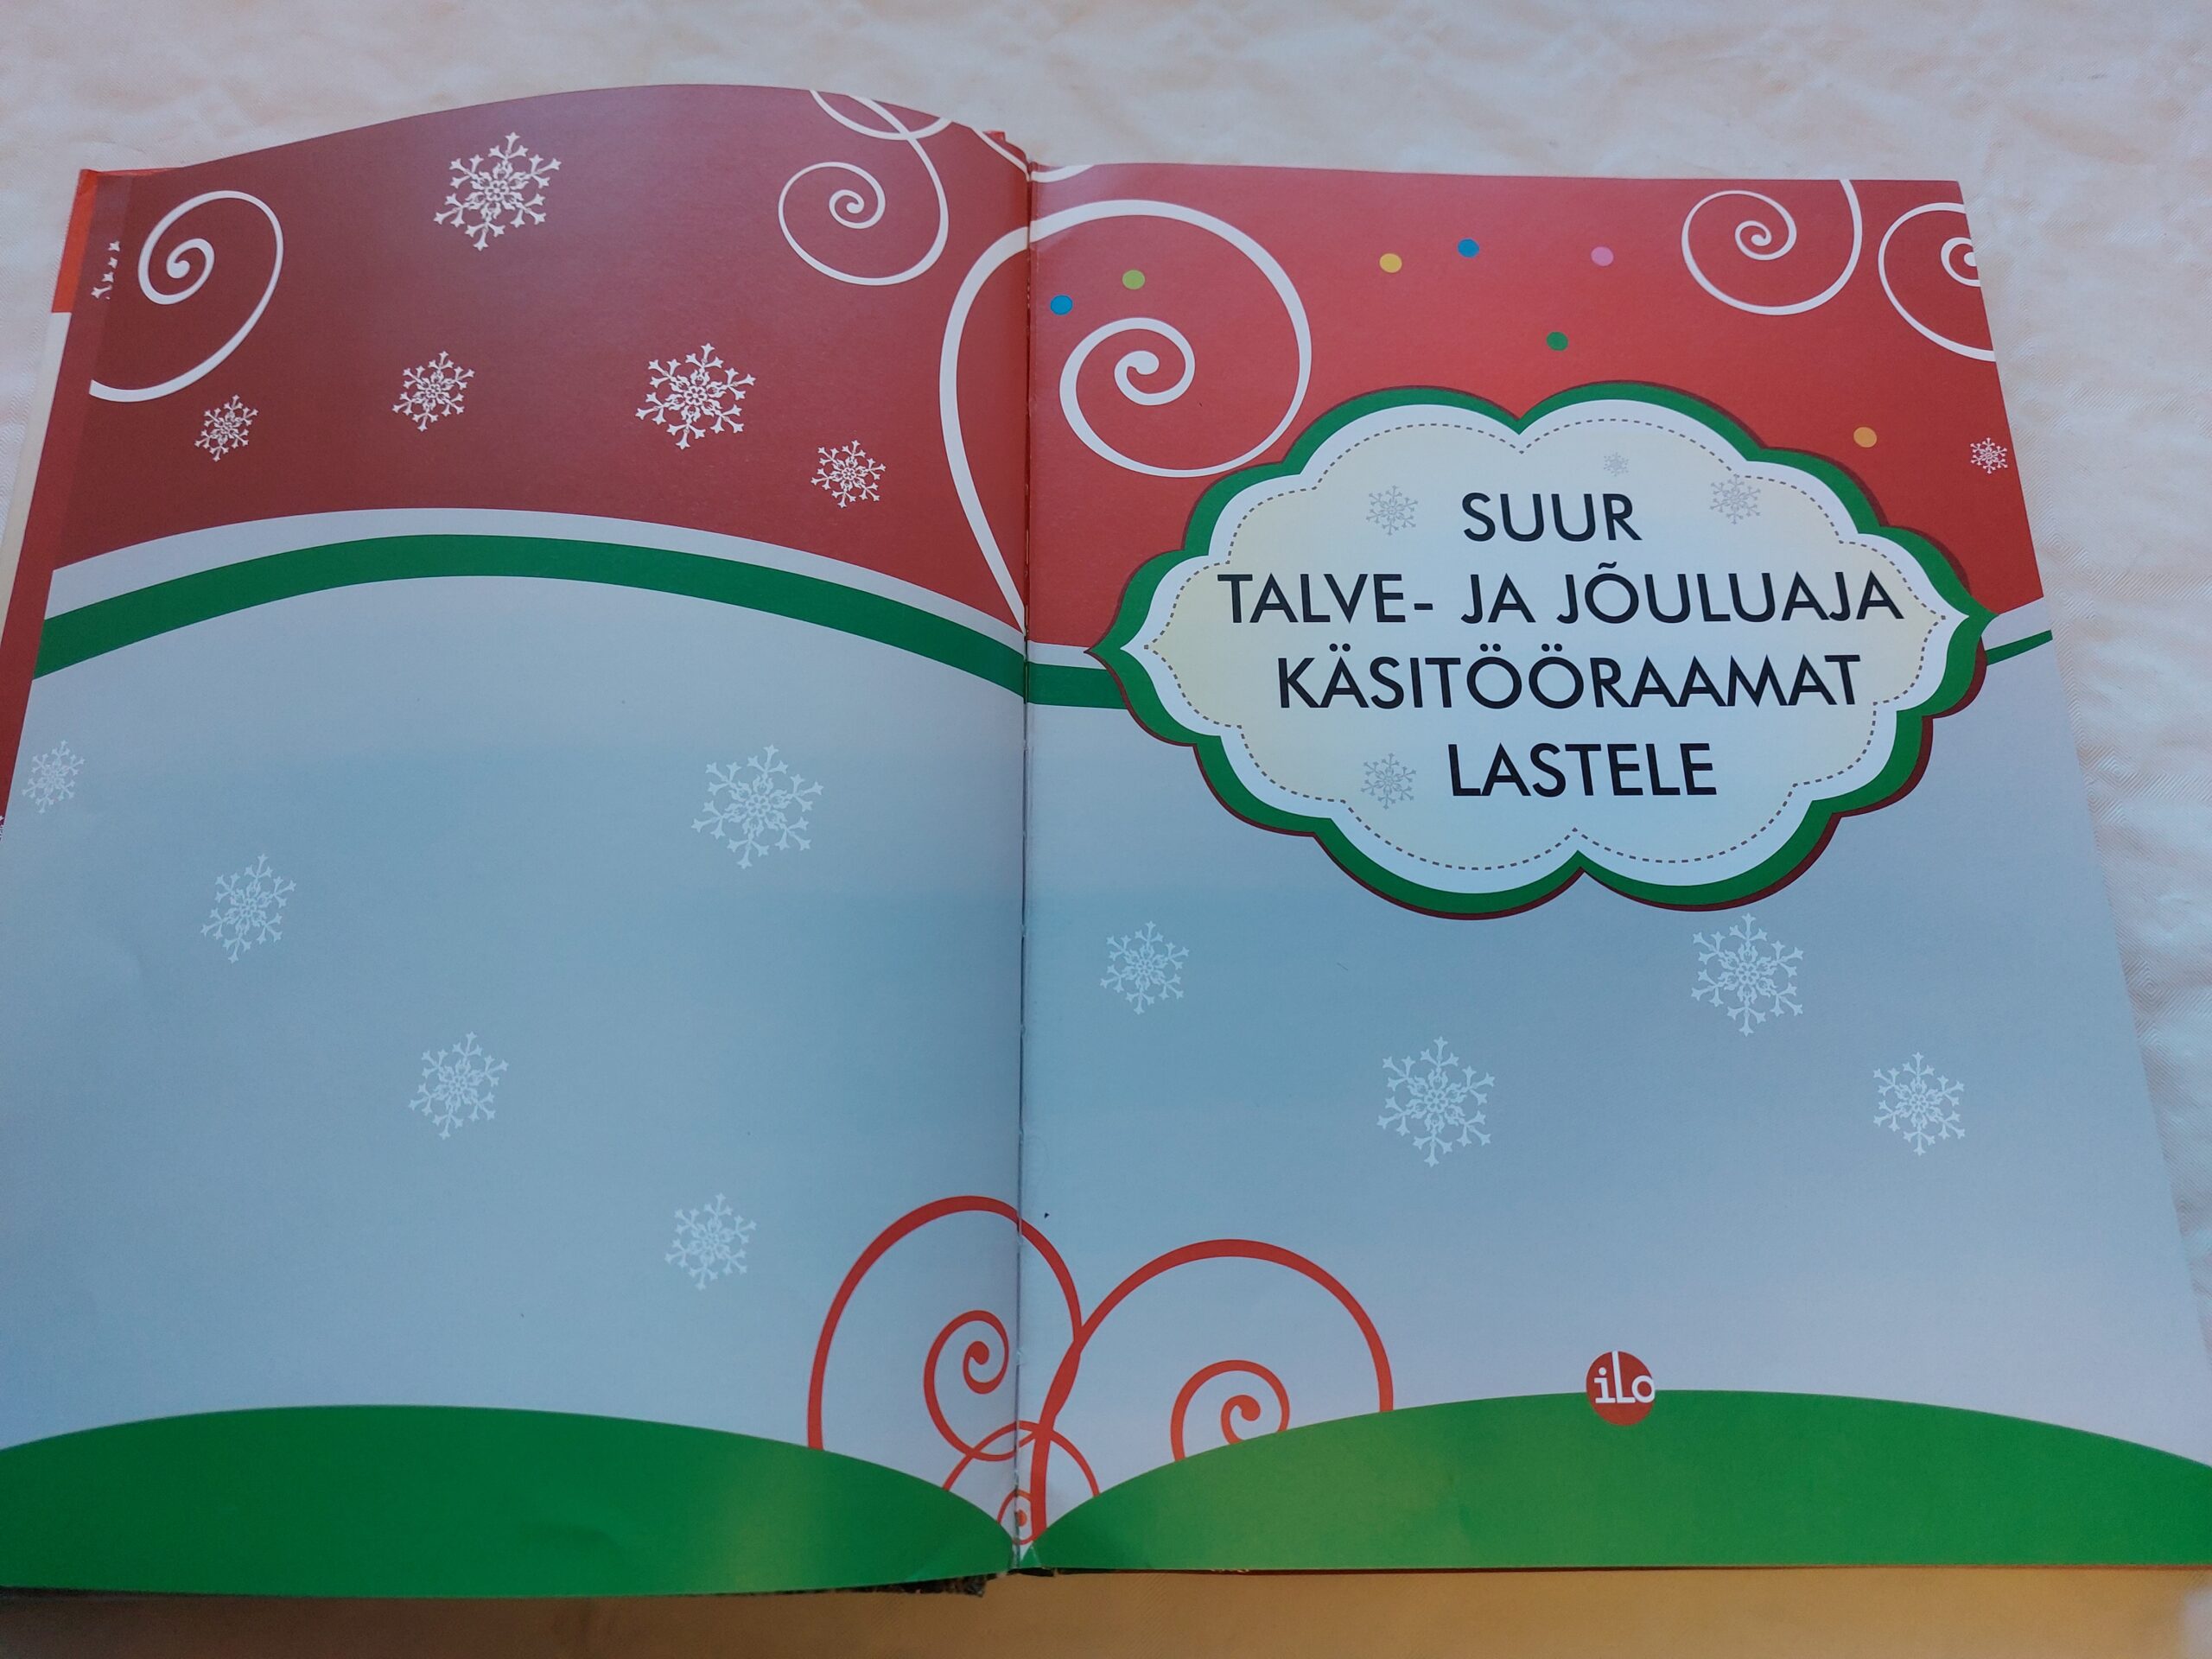 SUUR
TALVE- JA JÕULUAJA
KÄSITÖÖRAAMAT
LASTELE
iLo